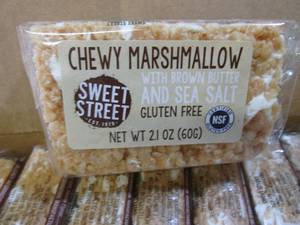 CHEWY MARSHMALLOW
WITH BROWN BUTTER
AND SEA SALT
GLUTEN FREE
SWEET
STREET
EST. 1979
NSF
NET WT 2.1 OZ (60G)